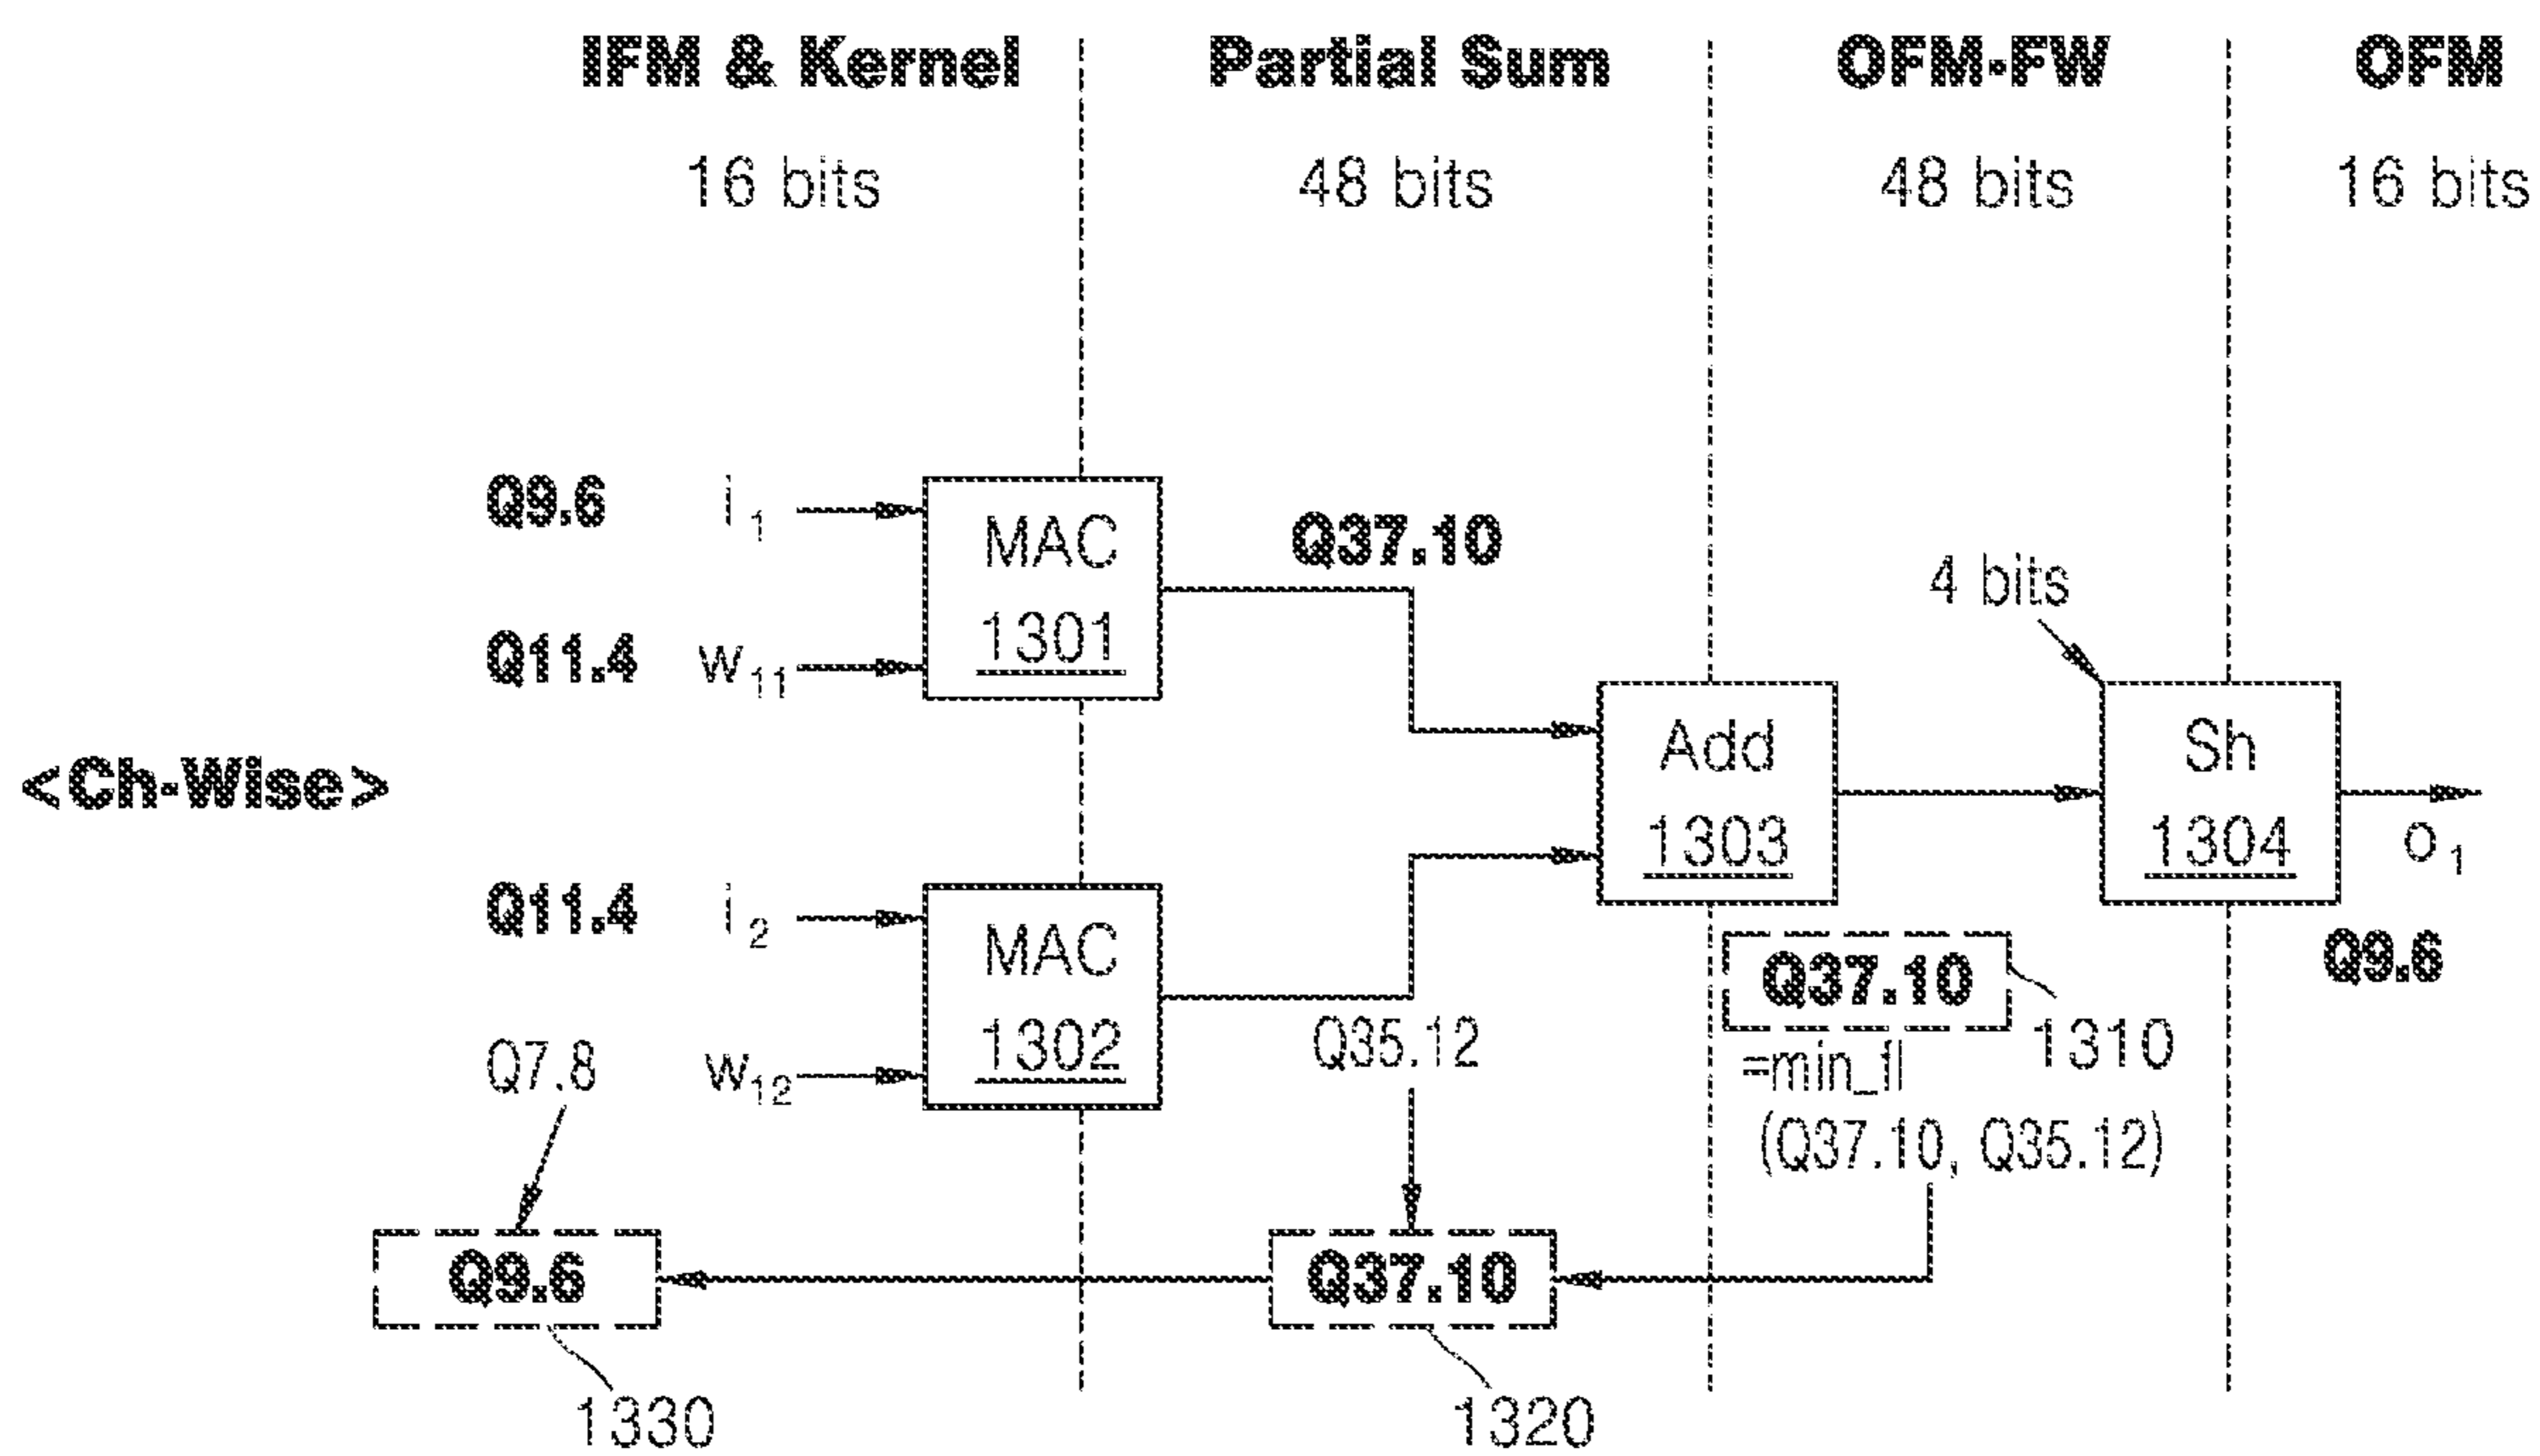 IFM & Kernel
Partial Sum
OFM-FW
OFM
16 bits
48 bits
48 bits
16 bits
Q9.6
i1
MAC
1301
Q37.10
4 bits
Q11.4
w11
<Ch-Wise>
Add
1303
Sh
1304
o1
Q9.6
Q11.4
i2
MAC
1302
Q35.12
Q37.10
1310
=min_fl
(Q37.10, Q35.12)
Q7.8
w12
Q9.6
Q37.10
1330
1320